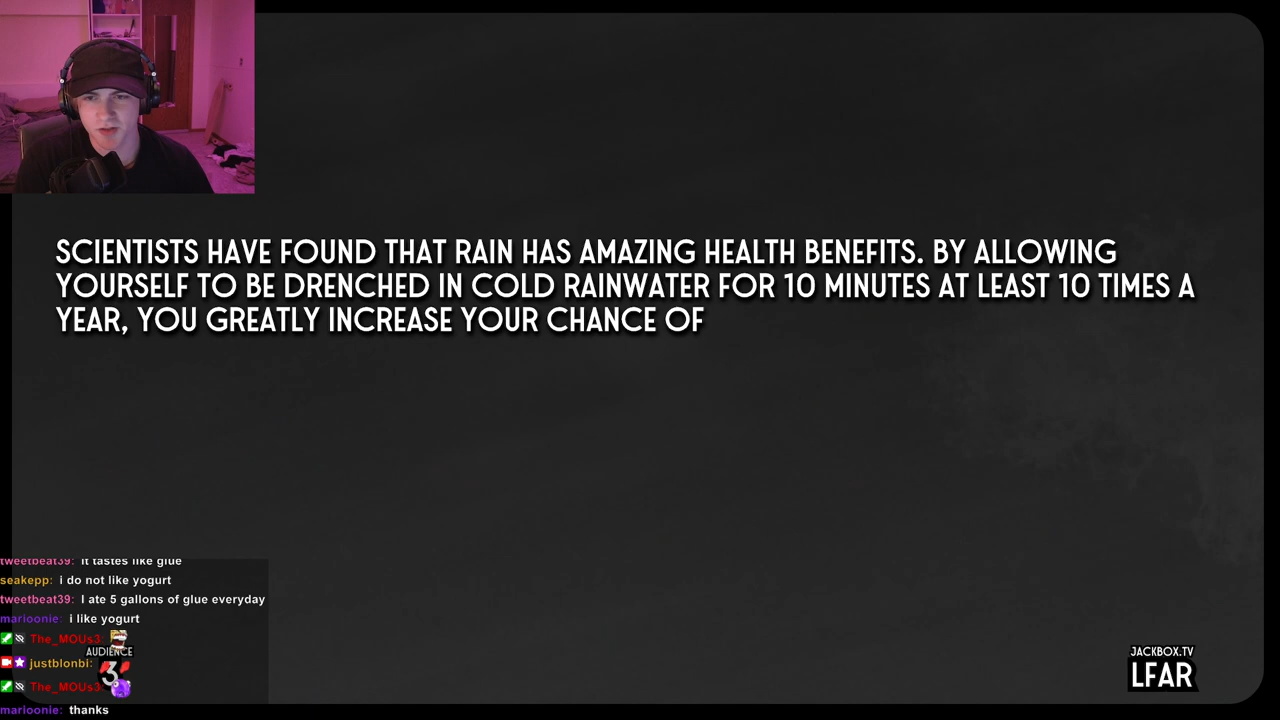 SCIENTISTS HAVE FOUND THAT RAIN HAS AMAZING HEALTH BENEFITS. BY ALLOWING
YOURSELF TO BE DRENCHED IN COLD RAINWATER FOR 10 MINUTES AT LEAST 10 TIMES A
YEAR, YOU GREATLY INCREASE YOUR CHANCE OF
tweetbeat39: it tastes like glue
seakepp: i do not like yogurt
tweetbeat39: I ate 5 gallons of glue everyday
marioonie: i like yogurt
The_MOUs3:
AUDIENCE
justblonbi:
3
The_MOUs3:
marioonie: thanks
JACKBOX.TV
LFAR